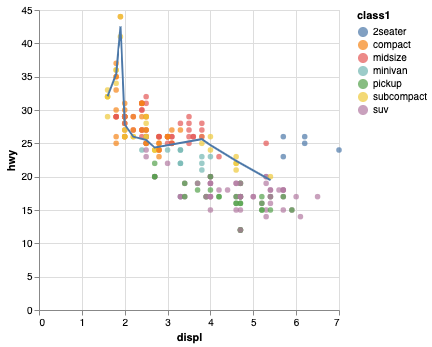 class1
2seater
compact
midsize
minivan
pickup
subcompact
suv
hwy
45
40
35
30
25
20
15
10
5
0
0 1 2 3 4 5 6 7
displ